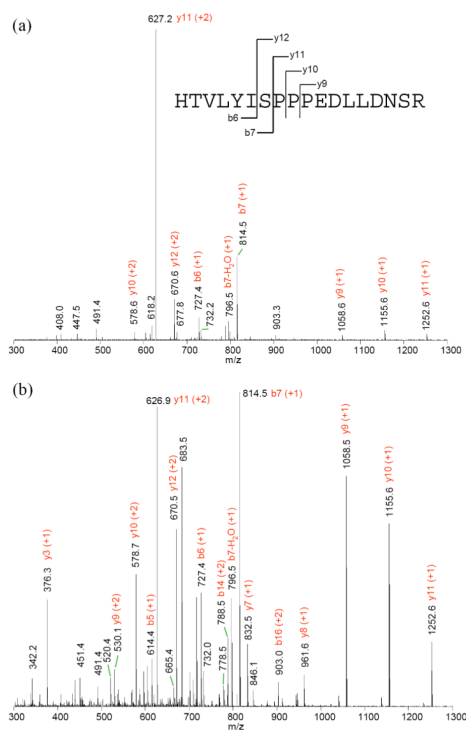 (a)
627.2 y11 (+2)
y12
y11
y10
y9
HTVLYISPPPEDLLDNSR
b6
b7
408.0
447.5
491.4
578.6 y10 (+2)
618.2
670.6 y12 (+2)
677.8
727.4 b6 (+1)
732.2
796.5 b7-H2O (+1)
814.5 b7 (+1)
903.3
1058.6 y9 (+1)
1155.6 y10 (+1)
1252.6 y11 (+1)
300 400 500 600 700 800 900 1000 1100 1200 1300
m/z
(b)
626.9 y11 (+2)
814.5 b7 (+1)
342.2
376.3 y3 (+1)
451.4
491.4
520.4
530.1 y9 (+2)
578.7 y10 (+2)
614.4 b5 (+1)
665.4
670.5 y12 (+2)
683.5
727.4 b6 (+1)
732.0
778.5
788.5 b14 (+2)
796.5 b7-H2O (+1)
832.5 y7 (+1)
846.1
903.0 b16 (+2)
961.6 y8 (+1)
1058.5 y9 (+1)
1155.6 y10 (+1)
1252.6 y11 (+1)
300 400 500 600 700 800 900 1000 1100 1200 1300
m/z